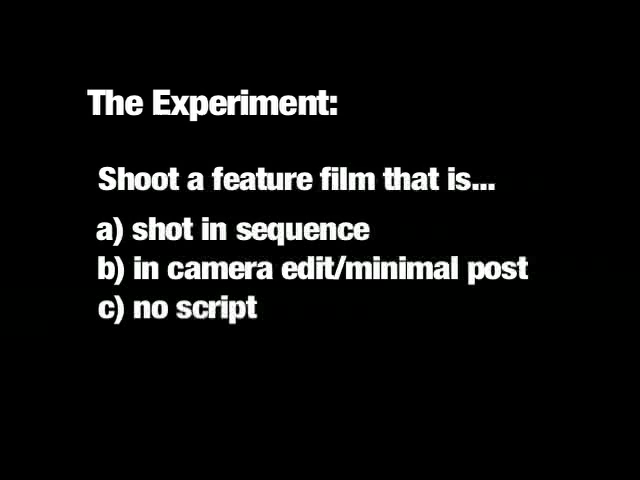 The Experiment:
Shoot a feature film that is...
a) shot in sequence
b) in camera edit/minimal post
c) no script